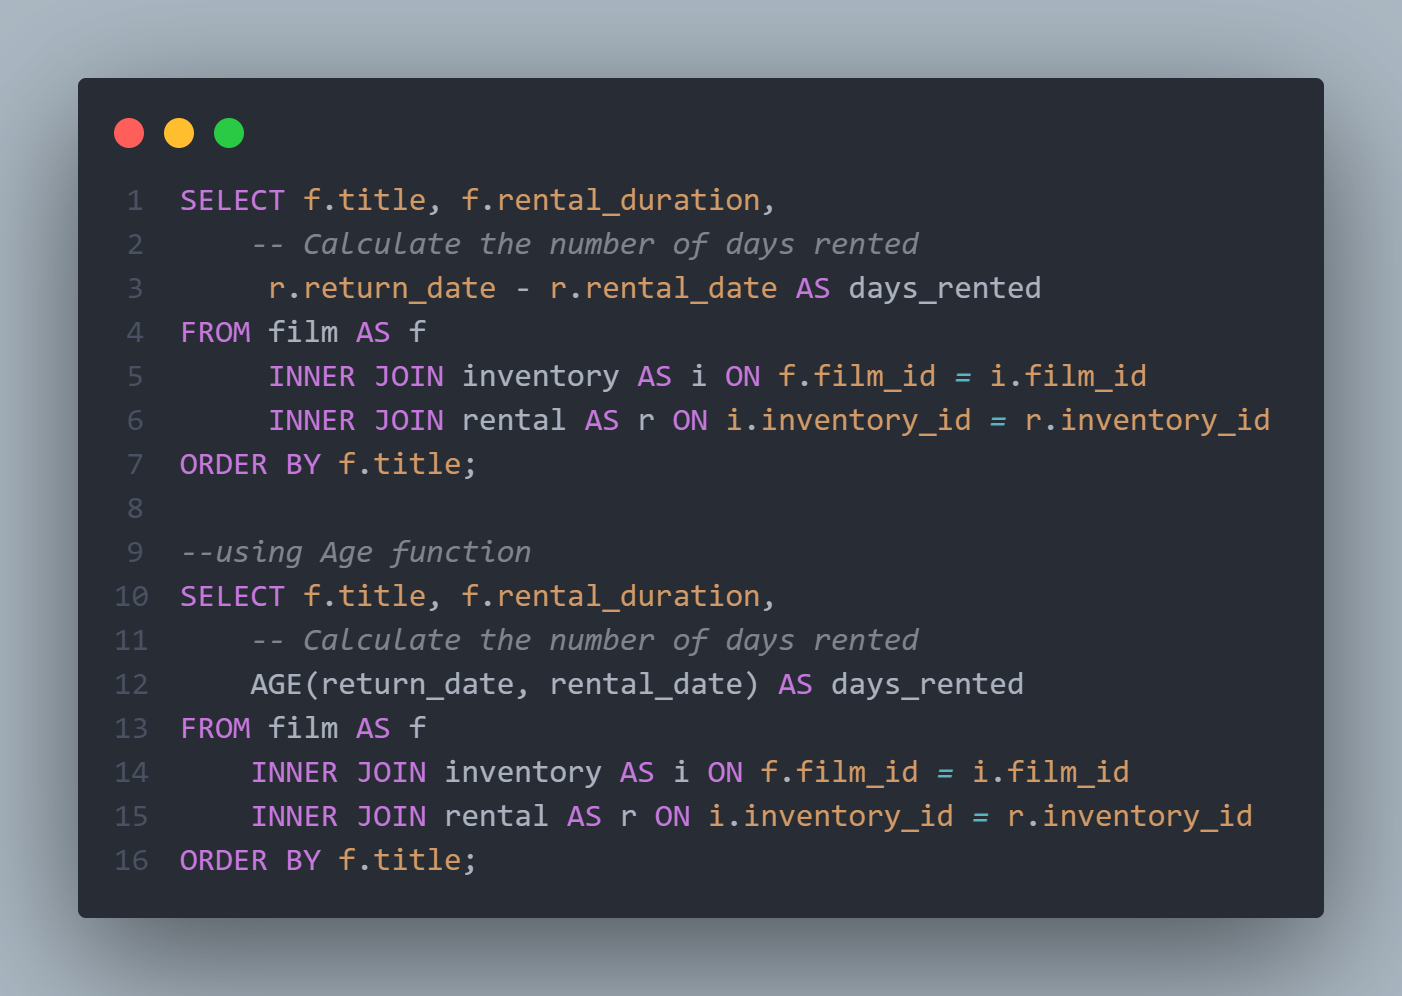 1 SELECT f.title, f.rental_duration,
2     -- Calculate the number of days rented
3      r.return_date - r.rental_date AS days_rented
4 FROM film AS f
5      INNER JOIN inventory AS i ON f.film_id = i.film_id
6      INNER JOIN rental AS r ON i.inventory_id = r.inventory_id
7 ORDER BY f.title;
8
9 --using Age function
10 SELECT f.title, f.rental_duration,
11     -- Calculate the number of days rented
12     AGE(return_date, rental_date) AS days_rented
13 FROM film AS f
14     INNER JOIN inventory AS i ON f.film_id = i.film_id
15     INNER JOIN rental AS r ON i.inventory_id = r.inventory_id
16 ORDER BY f.title;